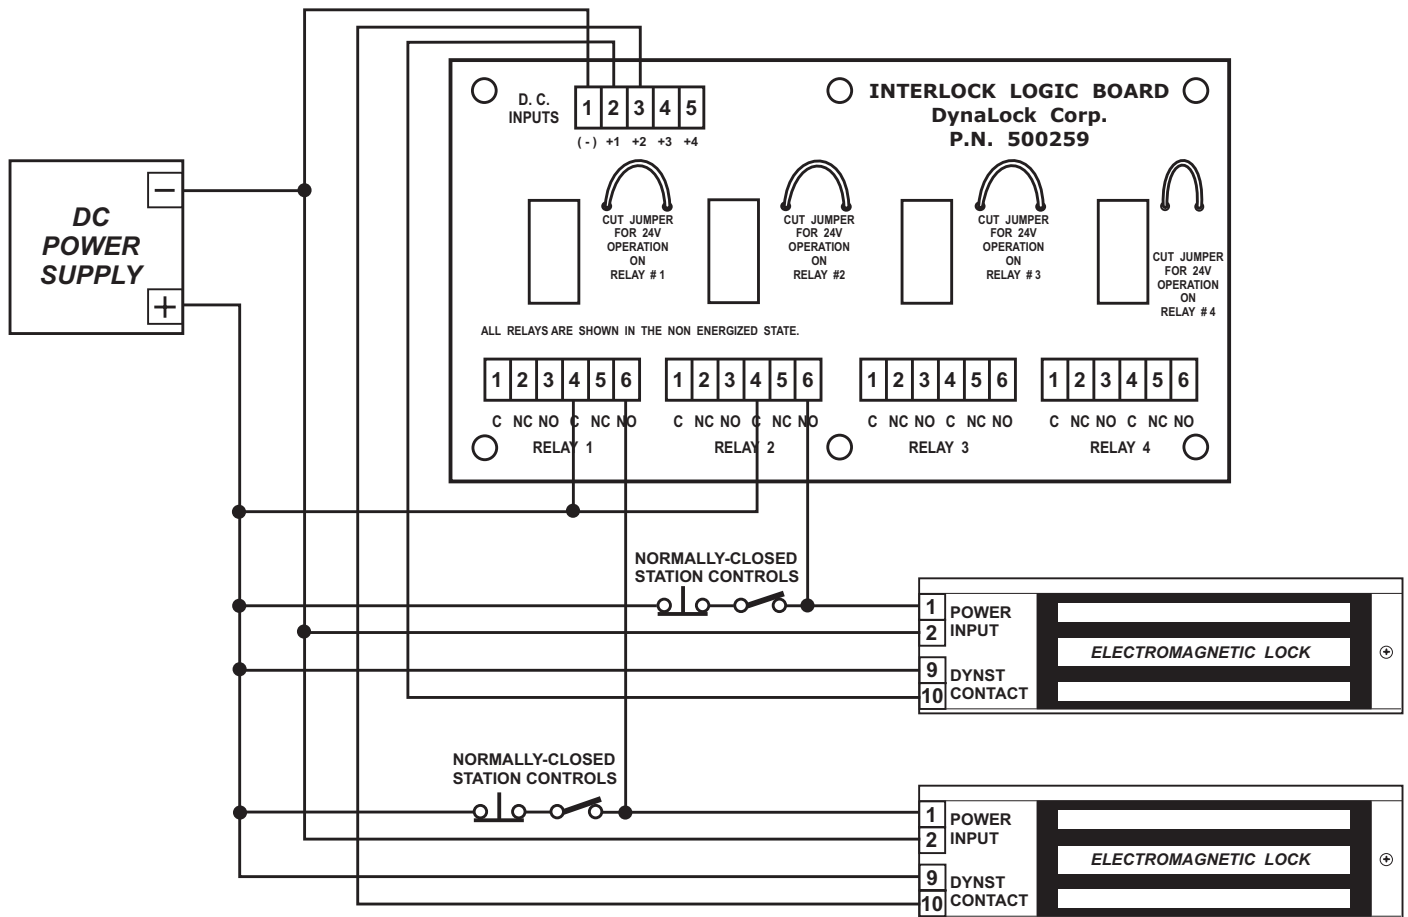 D. C.
INPUTS
1 2 3 4 5
(-) +1 +2 +3 +4
INTERLOCK LOGIC BOARD
DynaLock Corp.
P.N. 500259
DC
POWER
SUPPLY
−
+
CUT JUMPER
FOR 24V
OPERATION
ON
RELAY # 1
CUT JUMPER
FOR 24V
OPERATION
ON
RELAY #2
CUT JUMPER
FOR 24V
OPERATION
ON
RELAY # 3
CUT JUMPER
FOR 24V
OPERATION
ON
RELAY # 4
ALL RELAYS ARE SHOWN IN THE NON ENERGIZED STATE.
1 2 3 4 5 6
C NC NO C NC NO
RELAY 1
1 2 3 4 5 6
C NC NO C NC NO
RELAY 2
1 2 3 4 5 6
C NC NO C NC NO
RELAY 3
1 2 3 4 5 6
C NC NO C NC NO
RELAY 4
NORMALLY-CLOSED
STATION CONTROLS
1
2
POWER
INPUT
9
10
DYNST
CONTACT
ELECTROMAGNETIC LOCK
NORMALLY-CLOSED
STATION CONTROLS
1
2
POWER
INPUT
9
10
DYNST
CONTACT
ELECTROMAGNETIC LOCK